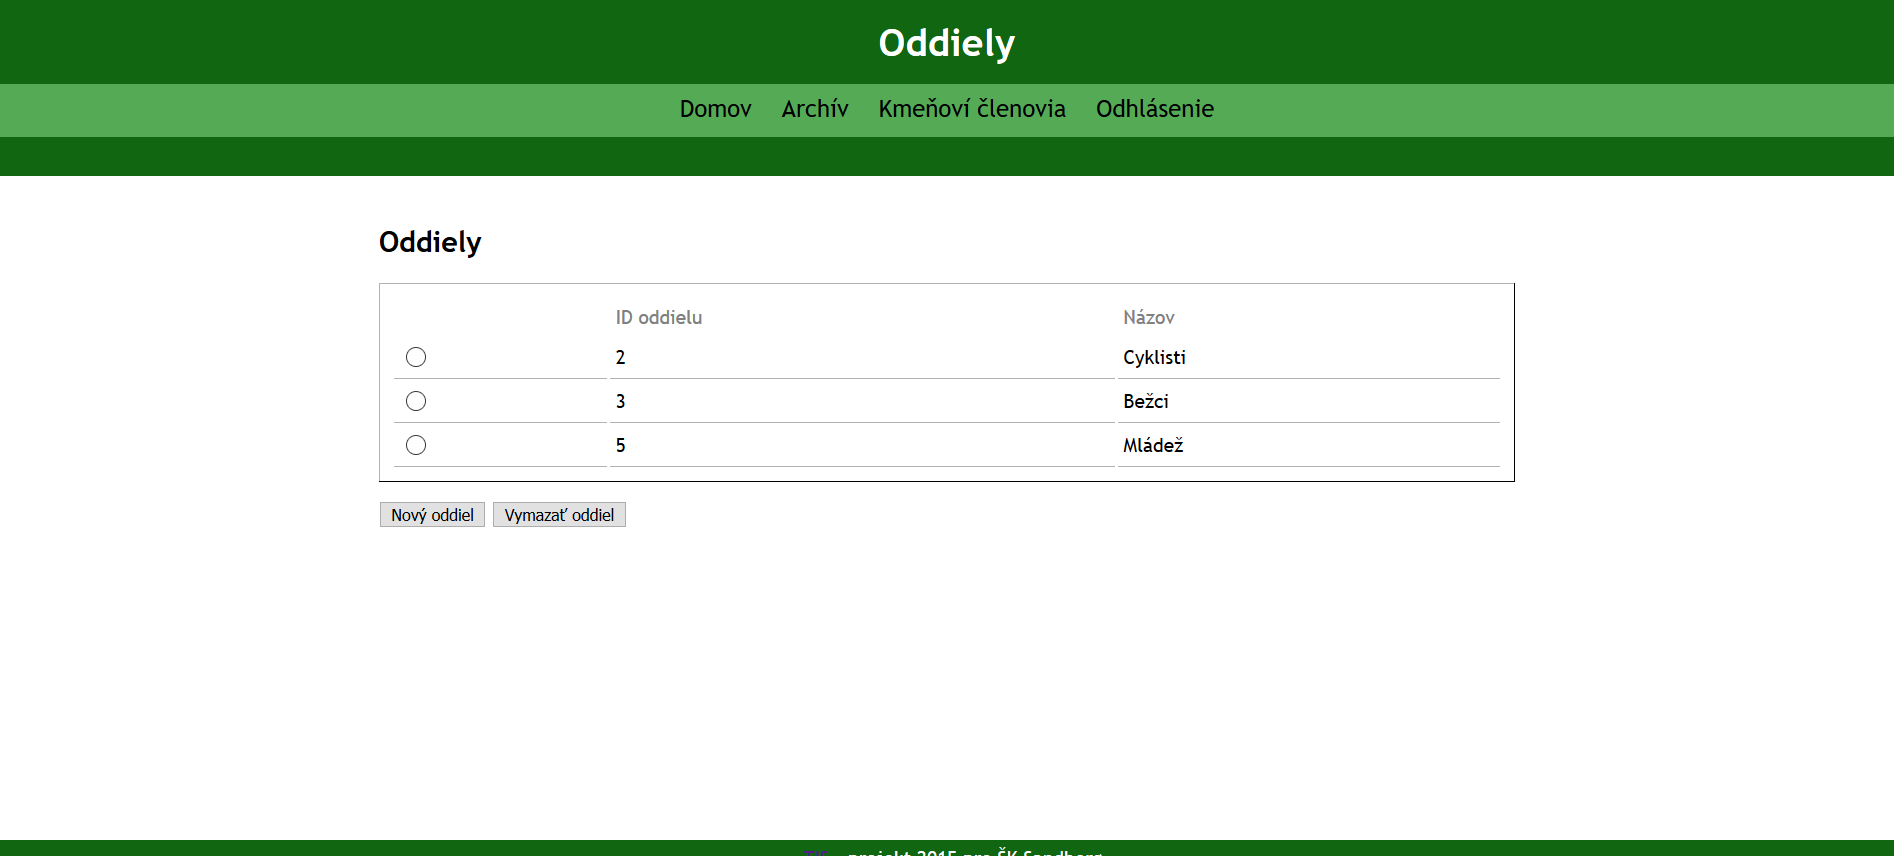 Oddiely
Domov Archív Kmeňoví členovia Odhlásenie
Oddiely
ID oddielu Názov
2 Cyklisti
3 Bežci
5 Mládež
Nový oddiel Vymazať oddiel
projekt 2015 pre ŠK Sandberg